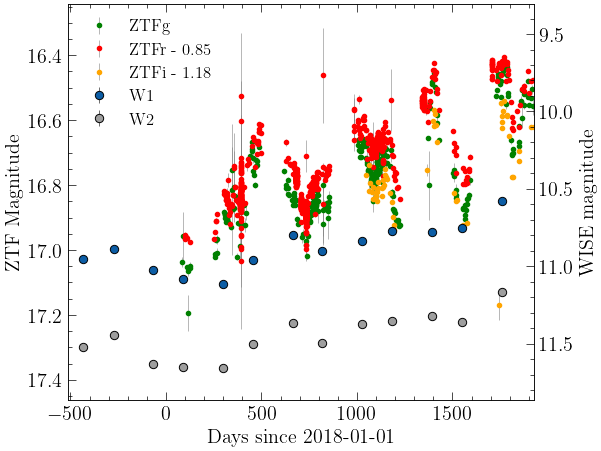 ZTFg
ZTFr - 0.85
ZTFi - 1.18
W1
W2
ZTF Magnitude
16.4
16.6
16.8
17.0
17.2
17.4
WISE magnitude
9.5
10.0
10.5
11.0
11.5
-500
0
500
1000
1500
Days since 2018-01-01